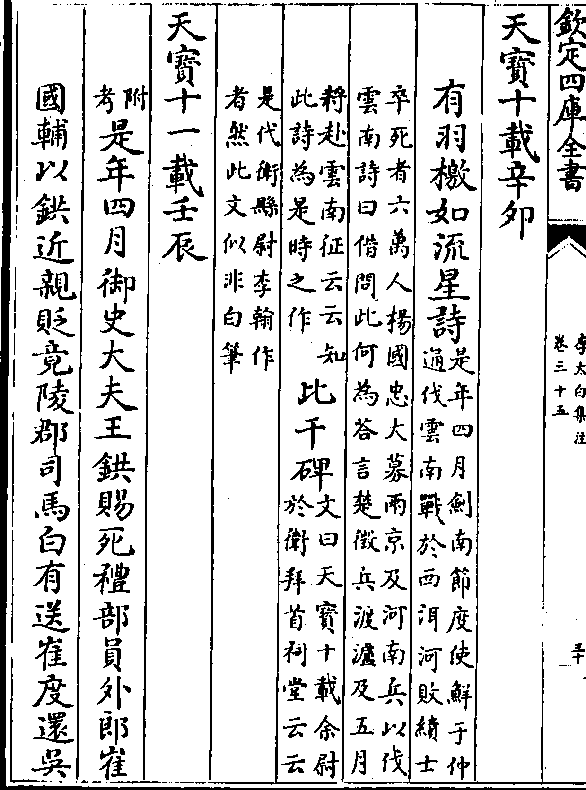 欽定四庫全書
李太白集注
卷三十五
天寶十載辛卯
有羽檄如流星詩
是年四月劍南節度使鮮于仲
通伐雲南戰於西洱河敗績士
卒死者六萬人楊國忠大募兩京及河南兵以伐
雲南詩曰借問此何為答言楚徵兵渡瀘及五月
將赴雲南征云云知
此詩為是時之作
比干碑
文曰天寶十載余尉
於衛拜首祠堂云云
是代衛縣尉李翰作
者然此文似非白筆
天寶十一載壬辰
附考是年四月御史大夫王鉷賜死禮部員外郎崔
國輔以鉷近親貶竟陵郡司馬白有送崔度還吳